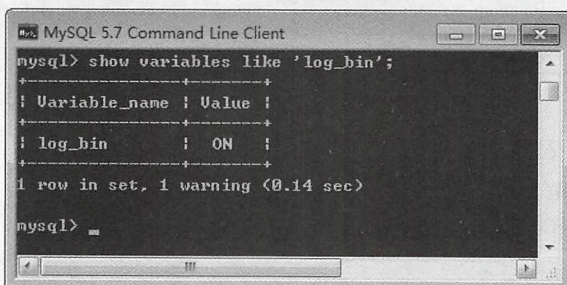 MySQL 5.7 Command Line Client
mysql> show variables like 'log_bin';
+---------------+-------+
| Variable_name | Value |
+---------------+-------+
| log_bin       | ON    |
+---------------+-------+
1 row in set, 1 warning (0.14 sec)
mysql>